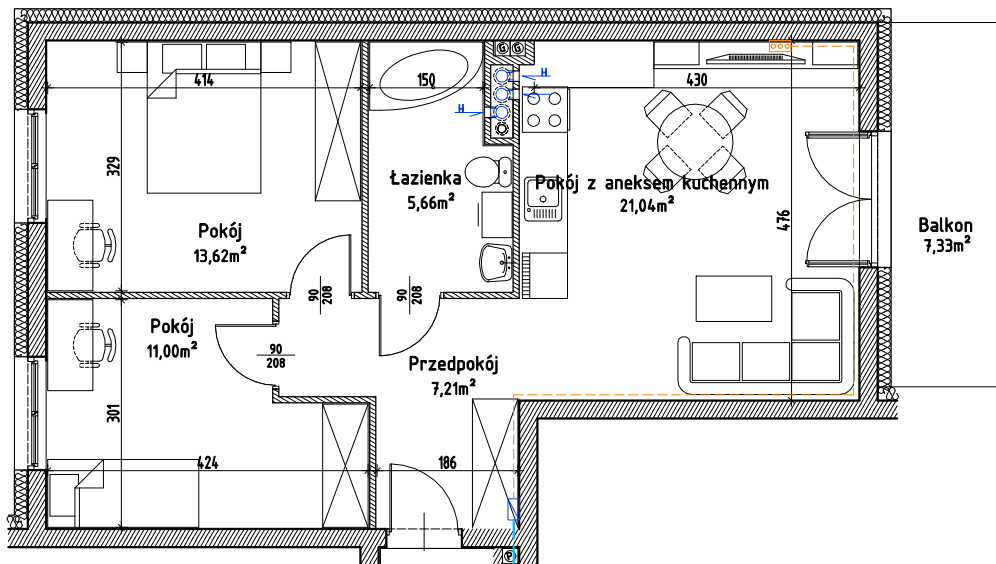 G G
414
150
430
H
H
H
329
Łazienka
5,66m²
Pokój z aneksem kuchennym
21,04m²
476
Pokój
13,62m²
Balkon
7,33m²
90
208
90
208
Pokój
11,00m²
90
208
Przedpokój
7,21m²
301
424
186
P